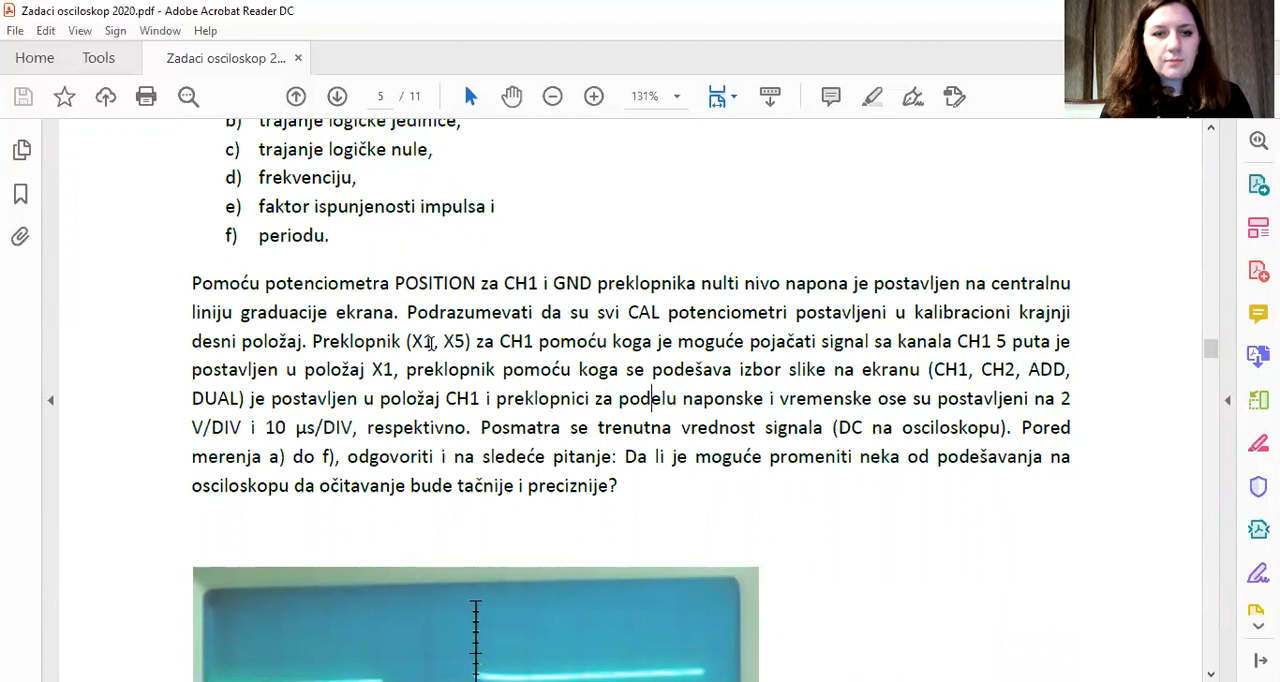 Zadaci osciloskop 2020.pdf - Adobe Acrobat Reader DC
File Edit View Sign Window Help
Home Tools Zadaci osciloskop 2... ×
5 / 11 131%
b) trajanje logičke jedinice,
c) trajanje logičke nule,
d) frekvenciju,
e) faktor ispunjenosti impulsa i
f) periodu.
Pomoću potenciometra POSITION za CH1 i GND preklopnika nulti nivo napona je postavljen na centralnu
liniju graduacije ekrana. Podrazumevati da su svi CAL potenciometri postavljeni u kalibracioni krajnji
desni položaj. Preklopnik (X1, X5) za CH1 pomoću koga je moguće pojačati signal sa kanala CH1 5 puta je
postavljen u položaj X1, preklopnik pomoću koga se podešava izbor slike na ekranu (CH1, CH2, ADD,
DUAL) je postavljen u položaj CH1 i preklopnici za podelu naponske i vremenske ose su postavljeni na 2
V/DIV i 10 µs/DIV, respektivno. Posmatra se trenutna vrednost signala (DC na osciloskopu). Pored
merenja a) do f), odgovoriti i na sledeće pitanje: Da li je moguće promeniti neka od podešavanja na
osciloskopu da očitavanje bude tačnije i preciznije?